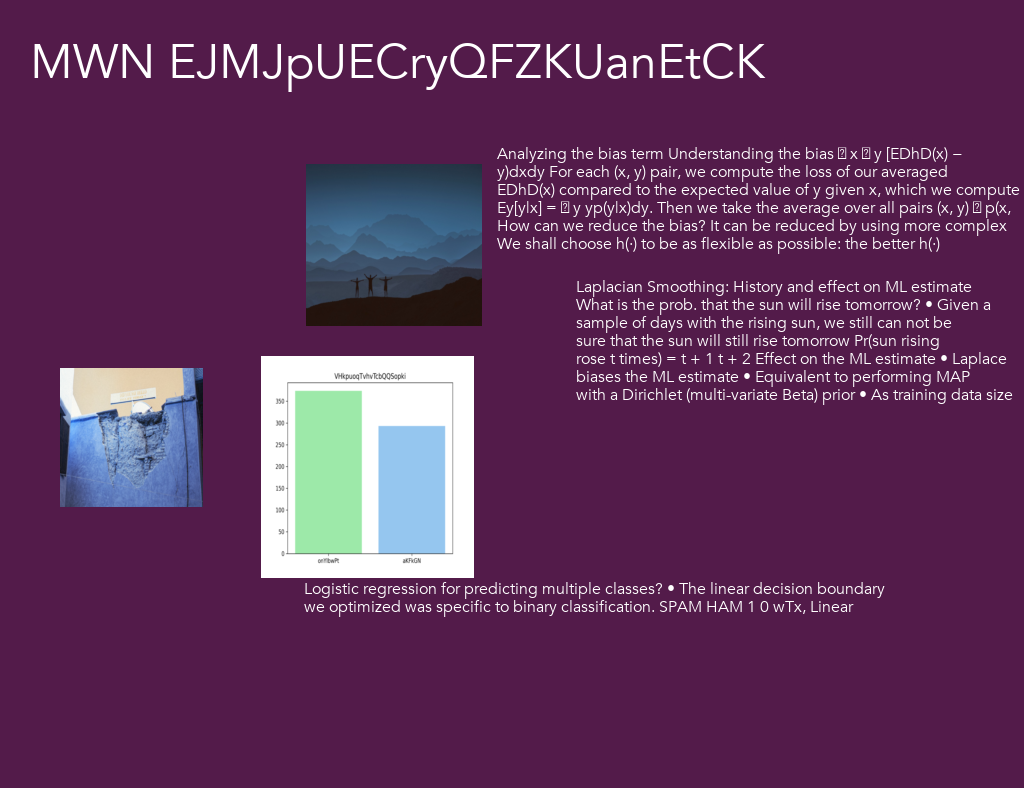 MWN EJMJpUECryQFZKUanEtCK
Analyzing the bias term Understanding the bias x y [EDhD(x) −
y)dxdy For each (x, y) pair, we compute the loss of our averaged
EDhD(x) compared to the expected value of y given x, which we compute
Ey[y|x] = y yp(y|x)dy. Then we take the average over all pairs (x, y) p(x,
How can we reduce the bias? It can be reduced by using more complex
We shall choose h(·) to be as flexible as possible: the better h(·)
Laplacian Smoothing: History and effect on ML estimate
What is the prob. that the sun will rise tomorrow? • Given a
sample of days with the rising sun, we still can not be
sure that the sun will still rise tomorrow Pr(sun rising
rose t times) = t + 1 t + 2 Effect on the ML estimate • Laplace
biases the ML estimate • Equivalent to performing MAP
with a Dirichlet (multi-variate Beta) prior • As training data size
VHkpuoqTvhvTcbQQSopki
350
300
250
200
150
100
50
0
aKFkGN
Logistic regression for predicting multiple classes? • The linear decision boundary
we optimized was specific to binary classification. SPAM HAM 1 0 wTx, Linear